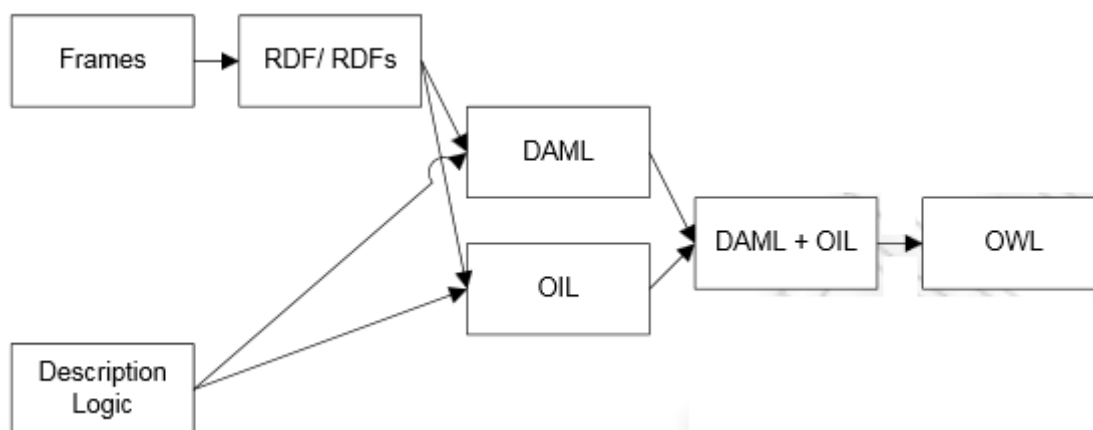 Frames
RDF/ RDFs
DAML
DAML + OIL
OWL
OIL
Description
Logic